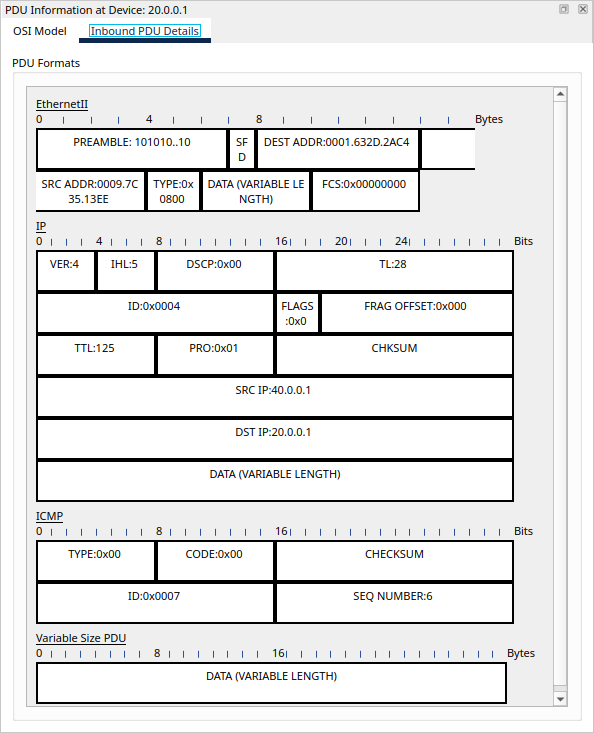 PDU Information at Device: 20.0.0.1
OSI Model Inbound PDU Details
PDU Formats
EthernetII
0 4 8 Bytes
PREAMBLE: 101010..10 SF D DEST ADDR:0001.632D.2AC4
SRC ADDR:0009.7C TYPE:0x DATA (VARIABLE LE FCS:0x00000000
35.13EE 0800 NGTH)
IP
0 4 8 16 20 24 Bits
VER:4 IHL:5 DSCP:0x00 TL:28
ID:0x0004 FLAGS :0x0 FRAG OFFSET:0x000
TTL:125 PRO:0x01 CHKSUM
SRC IP:40.0.0.1
DST IP:20.0.0.1
DATA (VARIABLE LENGTH)
ICMP
0 8 16 Bits
TYPE:0x00 CODE:0x00 CHECKSUM
ID:0x0007 SEQ NUMBER:6
Variable Size PDU
0 8 16 Bytes
DATA (VARIABLE LENGTH)